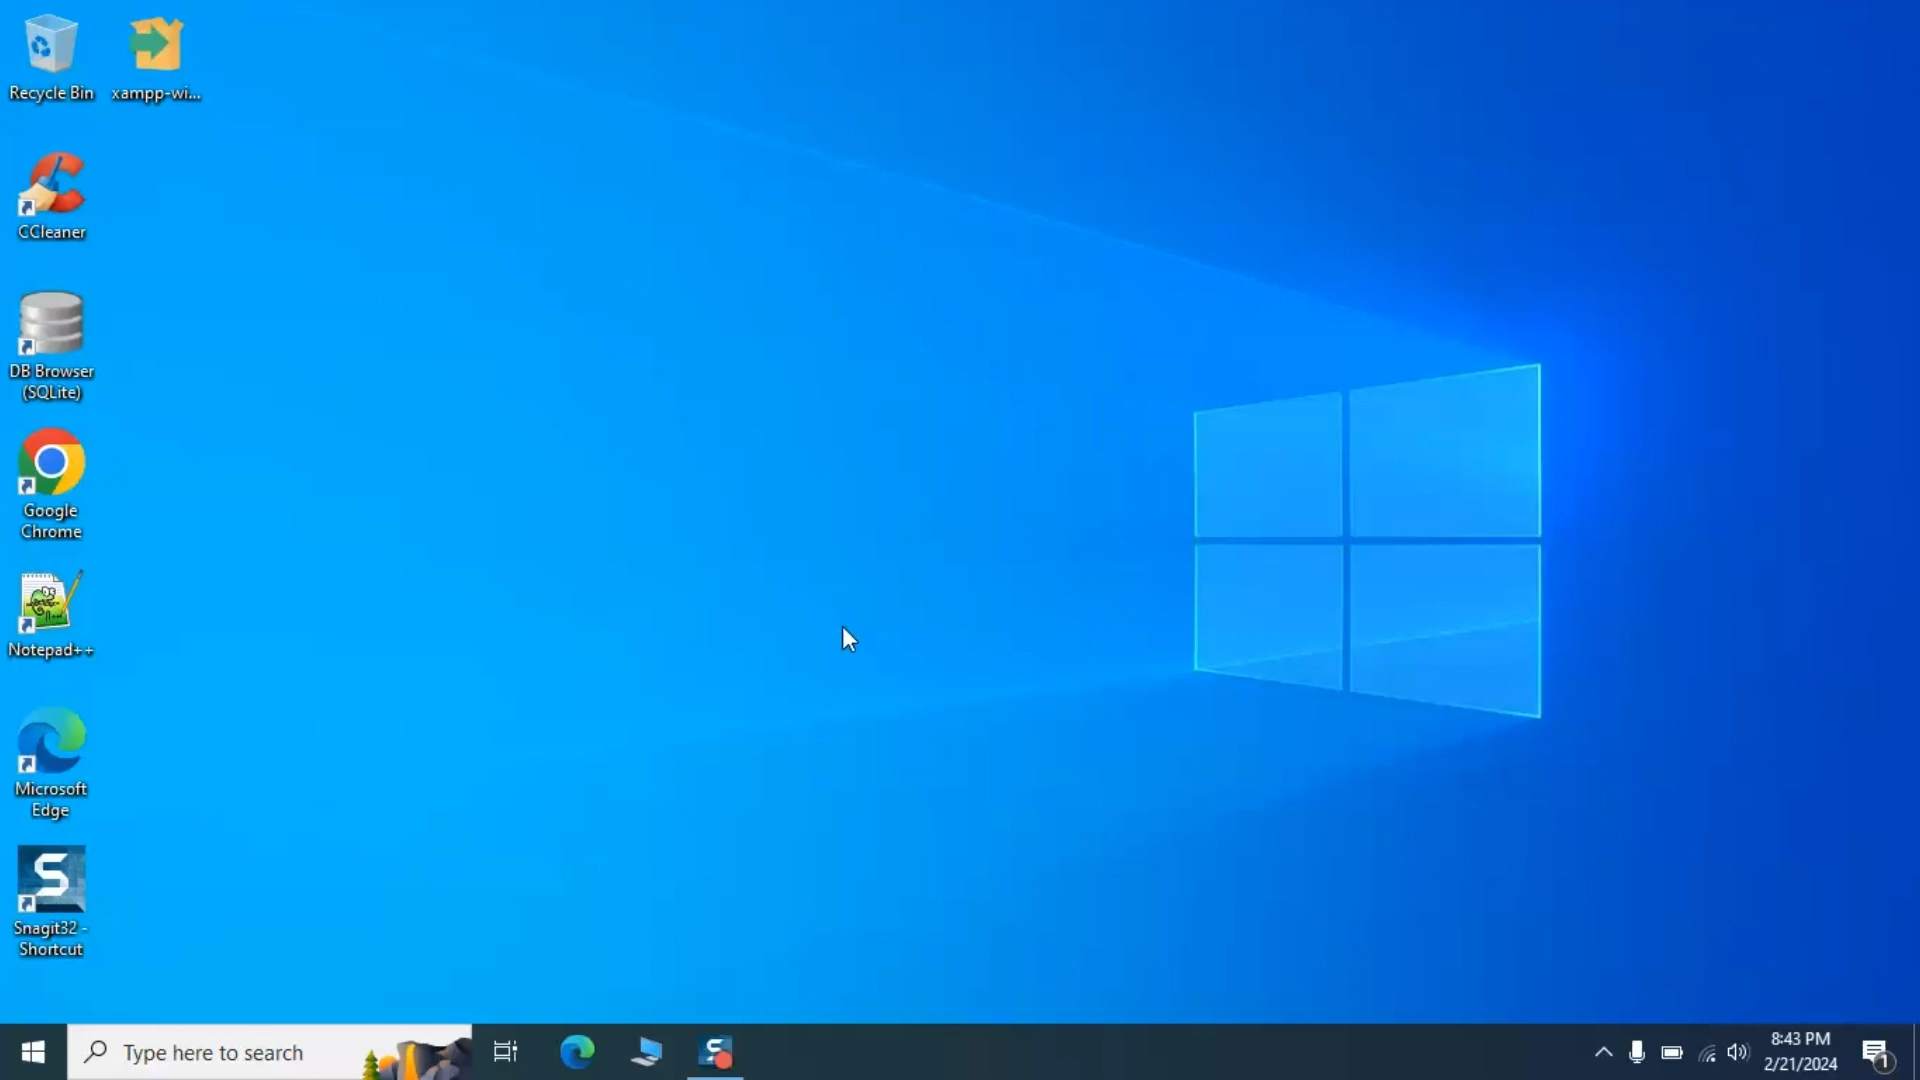 Recycle Bin
xampp-wi...
CCleaner
DB Browser
(SQLite)
Google
Chrome
Notepad++
Microsoft
Edge
Snagit32 -
Shortcut
Type here to search
8:43 PM
2/21/2024
1